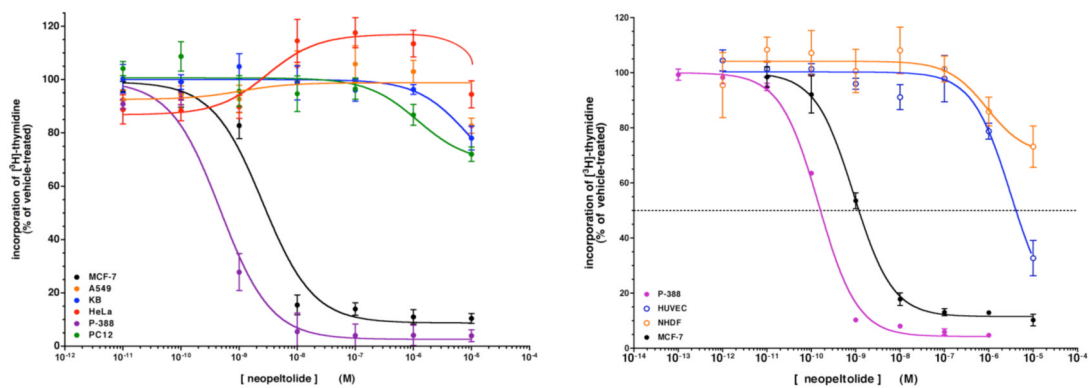 incorporation of [³H]-thymidine
(% of vehicle-treated)
120
100
80
60
40
20
0
MCF-7
A549
KB
HeLa
P-388
PC12
10⁻¹² 10⁻¹¹ 10⁻¹⁰ 10⁻⁹ 10⁻⁸ 10⁻⁷ 10⁻⁶ 10⁻⁵ 10⁻⁴
[ neopeltolide ] (M)
incorporation of [³H]-thymidine
(% of vehicle-treated)
120
100
80
60
40
20
0
P-388
HUVEC
NHDF
MCF-7
10⁻¹⁴ 10⁻¹³ 10⁻¹² 10⁻¹¹ 10⁻¹⁰ 10⁻⁹ 10⁻⁸ 10⁻⁷ 10⁻⁶ 10⁻⁵ 10⁻⁴
[ neopeltolide ] (M)